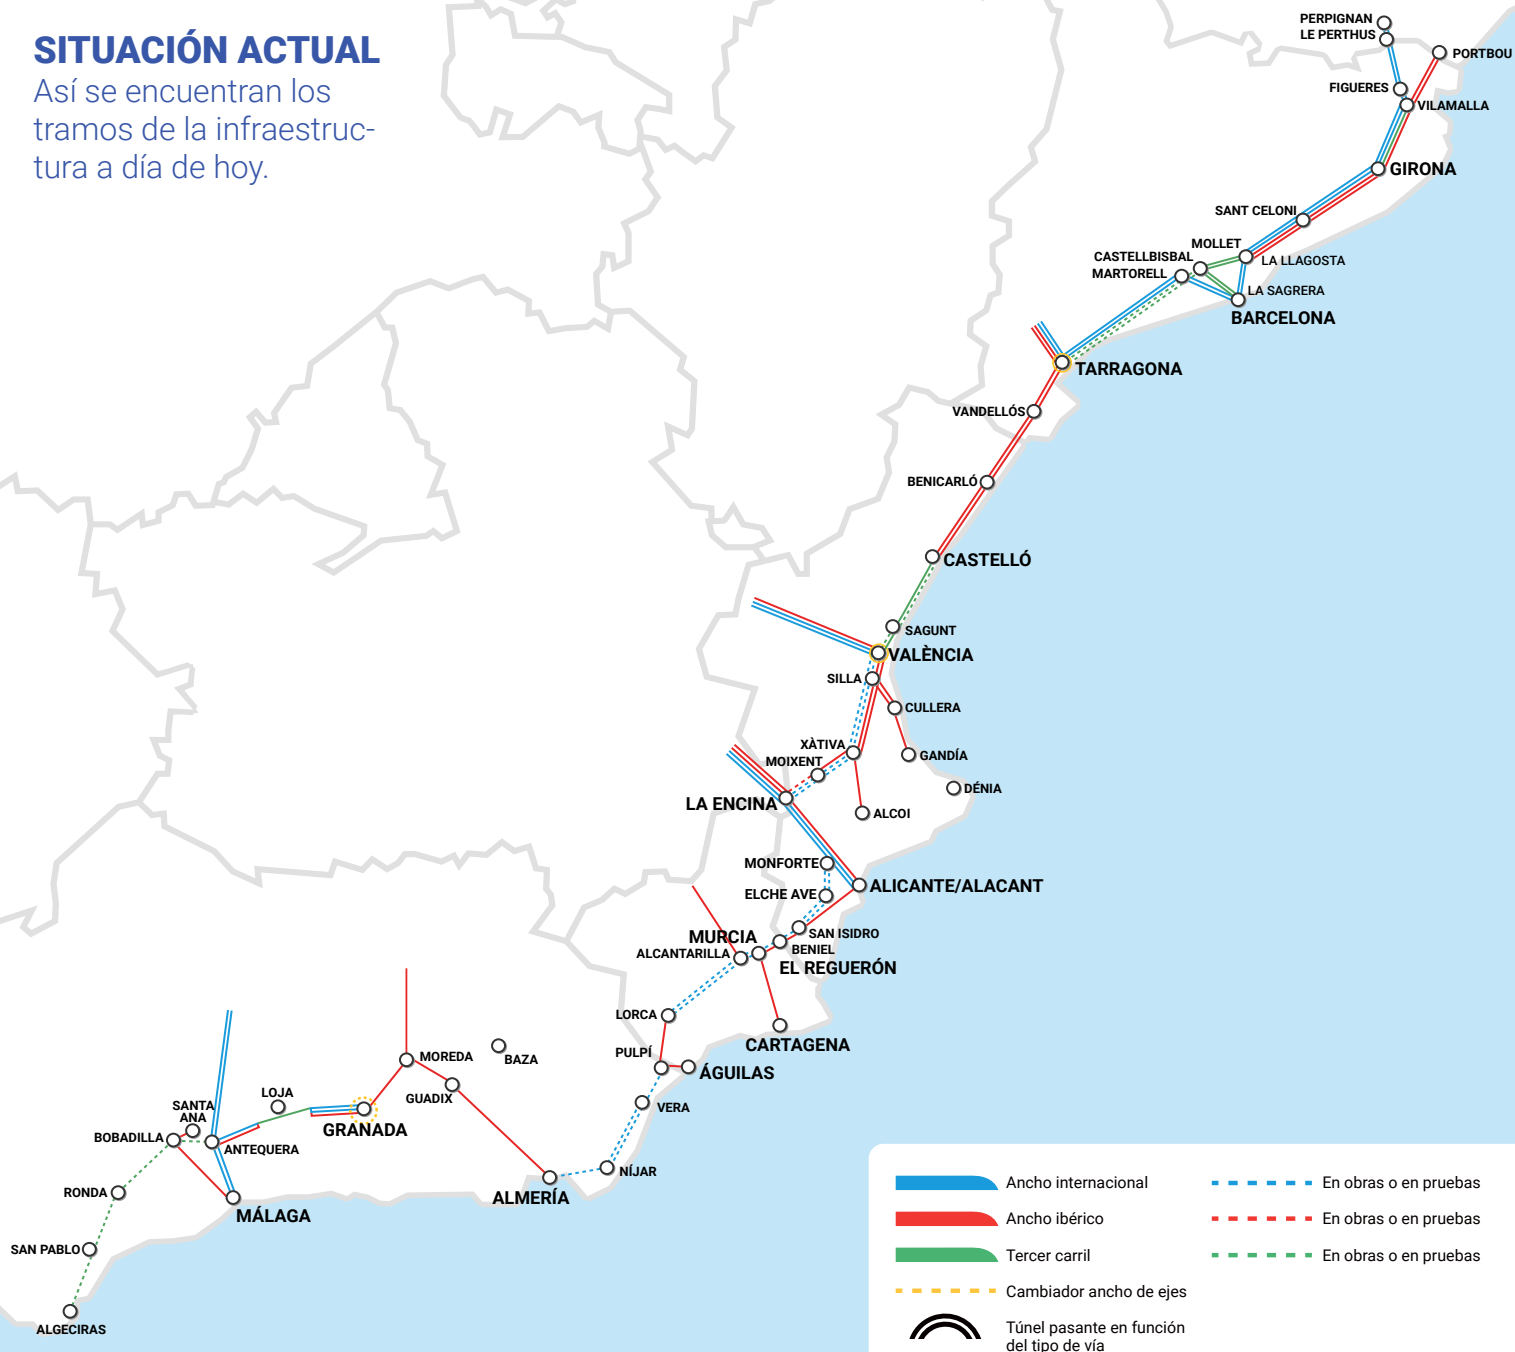 SITUACIÓN ACTUAL
Así se encuentran los
tramos de la infraestruc-
tura a día de hoy.
PERPIGNAN
LE PERTHUS
PORTBOU
FIGUERES
VILAMALLA
GIRONA
SANT CELONI
MOLLET
CASTELLBISBAL
LA LLAGOSTA
MARTORELL
LA SAGRERA
BARCELONA
TARRAGONA
VANDELLÓS
BENICARLÓ
CASTELLÓ
SAGUNT
VALÈNCIA
SILLA
CULLERA
XÀTIVA
GANDÍA
MOIXENT
DÉNIA
LA ENCINA
ALCOI
MONFORTE
ALICANTE/ALACANT
ELCHE AVE
SAN ISIDRO
MURCIA
BENIEL
ALCANTARILLA
EL REGUERÓN
LORCA
CARTAGENA
PULPÍ
ÁGUILAS
MOREDA
BAZA
GUADIX
LOJA
VERA
SANTA
ANA
GRANADA
BOBADILLA
ANTEQUERA
NÍJAR
RONDA
ALMERÍA
MÁLAGA
SAN PABLO
ALGECIRAS
Ancho internacional
En obras o en pruebas
Ancho ibérico
En obras o en pruebas
Tercer carril
En obras o en pruebas
Cambiador ancho de ejes
Túnel pasante en función
del tipo de vía